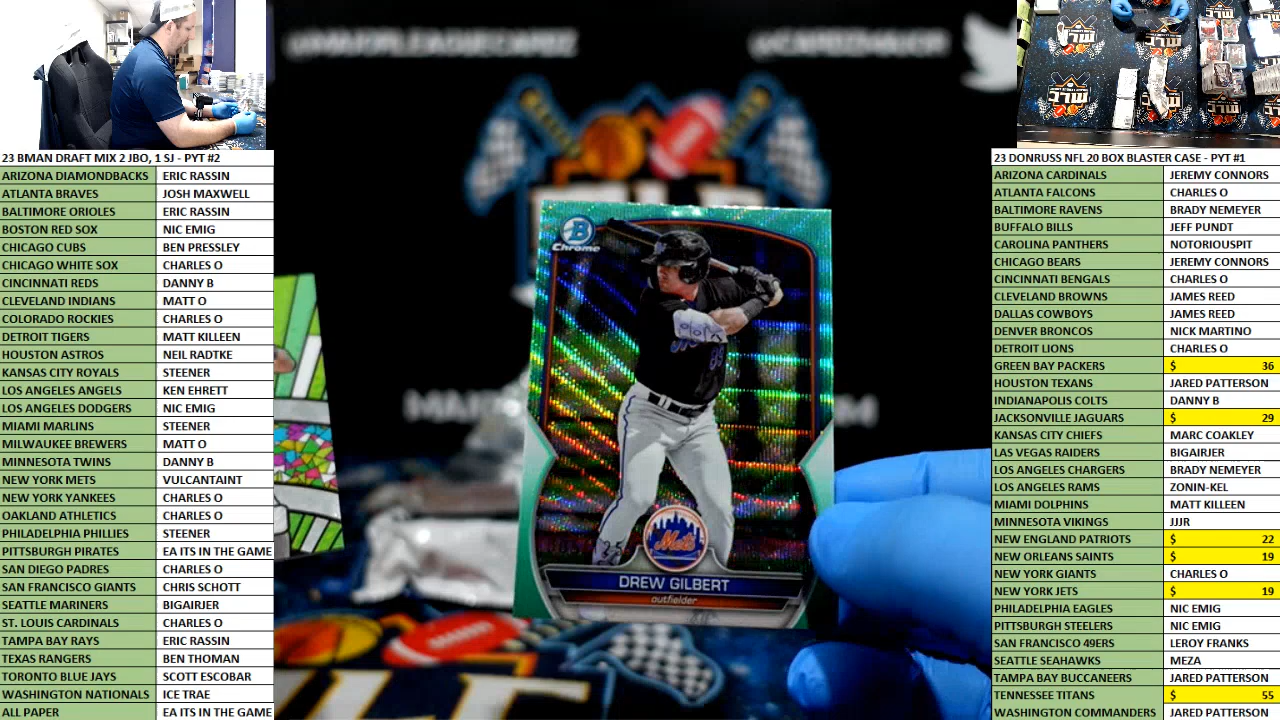 23 BMAN DRAFT MIX 2 JBO, 1 SJ - PYT #2
ARIZONA DIAMONDBACKS ERIC RASSIN
ATLANTA BRAVES JOSH MAXWELL
BALTIMORE ORIOLES ERIC RASSIN
BOSTON RED SOX NIC EMIG
CHICAGO CUBS BEN PRESSLEY
CHICAGO WHITE SOX CHARLES O
CINCINNATI REDS DANNY B
CLEVELAND INDIANS MATT O
COLORADO ROCKIES CHARLES O
DETROIT TIGERS MATT KILLEEN
HOUSTON ASTROS NEIL RADTKE
KANSAS CITY ROYALS STEENER
LOS ANGELES ANGELS KEN EHRETT
LOS ANGELES DODGERS NIC EMIG
MIAMI MARLINS STEENER
MILWAUKEE BREWERS MATT O
MINNESOTA TWINS DANNY B
NEW YORK METS VULCANTAINT
NEW YORK YANKEES CHARLES O
OAKLAND ATHLETICS CHARLES O
PHILADELPHIA PHILLIES STEENER
PITTSBURGH PIRATES EA ITS IN THE GAME
SAN DIEGO PADRES CHARLES O
SAN FRANCISCO GIANTS CHRIS SCHOTT
SEATTLE MARINERS BIGAIRJER
ST. LOUIS CARDINALS CHARLES O
TAMPA BAY RAYS ERIC RASSIN
TEXAS RANGERS BEN THOMAN
TORONTO BLUE JAYS SCOTT ESCOBAR
WASHINGTON NATIONALS ICE TRAE
ALL PAPER EA ITS IN THE GAME
B
Chrome
Mets
DREW GILBERT
outfielder
23 DONRUSS NFL 20 BOX BLASTER CASE - PYT #1
ARIZONA CARDINALS JEREMY CONNORS
ATLANTA FALCONS CHARLES O
BALTIMORE RAVENS BRADY NEMEYER
BUFFALO BILLS JEFF PUNDT
CAROLINA PANTHERS NOTORIOUSPIT
CHICAGO BEARS JEREMY CONNORS
CINCINNATI BENGALS CHARLES O
CLEVELAND BROWNS JAMES REED
DALLAS COWBOYS JAMES REED
DENVER BRONCOS NICK MARTINO
DETROIT LIONS CHARLES O
GREEN BAY PACKERS $ 36
HOUSTON TEXANS JARED PATTERSON
INDIANAPOLIS COLTS DANNY B
JACKSONVILLE JAGUARS $ 29
KANSAS CITY CHIEFS MARC COAKLEY
LAS VEGAS RAIDERS BIGAIRJER
LOS ANGELES CHARGERS BRADY NEMEYER
LOS ANGELES RAMS ZONIN-KEL
MIAMI DOLPHINS MATT KILLEEN
MINNESOTA VIKINGS JJJR
NEW ENGLAND PATRIOTS $ 22
NEW ORLEANS SAINTS $ 19
NEW YORK GIANTS CHARLES O
NEW YORK JETS $ 19
PHILADELPHIA EAGLES NIC EMIG
PITTSBURGH STEELERS NIC EMIG
SAN FRANCISCO 49ERS LEROY FRANKS
SEATTLE SEAHAWKS MEZA
TAMPA BAY BUCCANEERS JARED PATTERSON
TENNESSEE TITANS $ 55
WASHINGTON COMMANDERS JARED PATTERSON